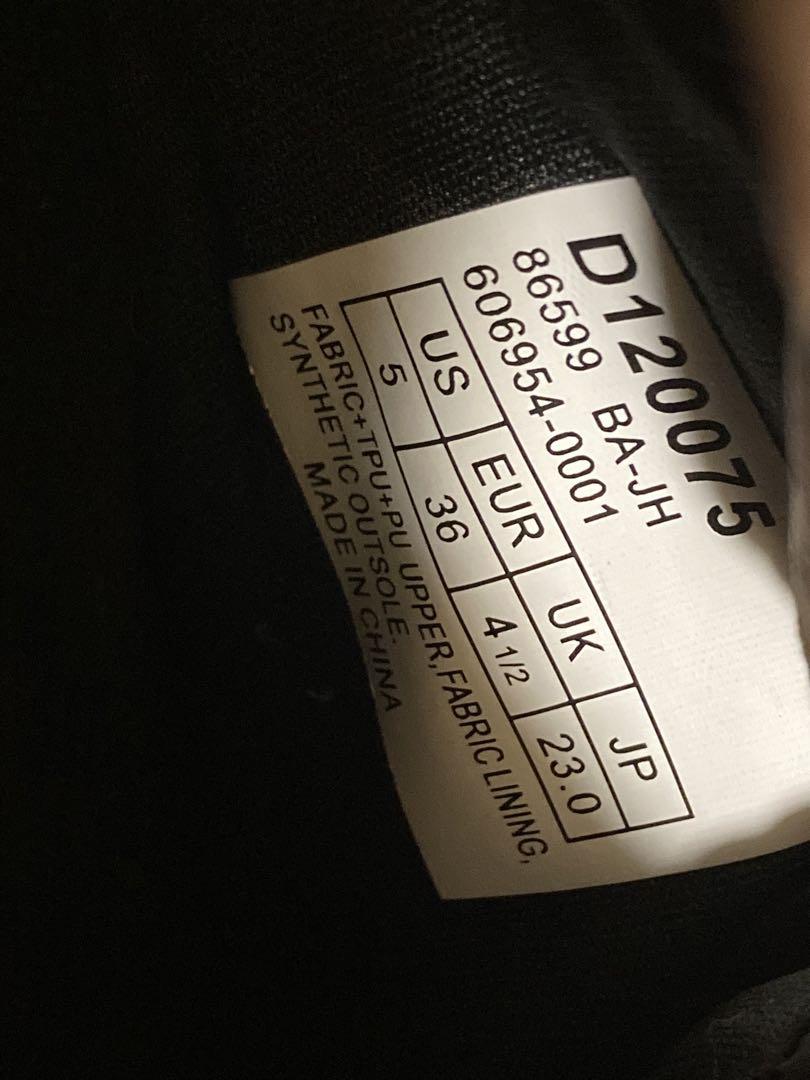 D120075
86599 BA-JH
606954-0001
US EUR UK JP
5 36 4 1/2 23.0
FABRIC+TPU+PU UPPER,FABRIC LINING,
SYNTHETIC OUTSOLE.
MADE IN CHINA